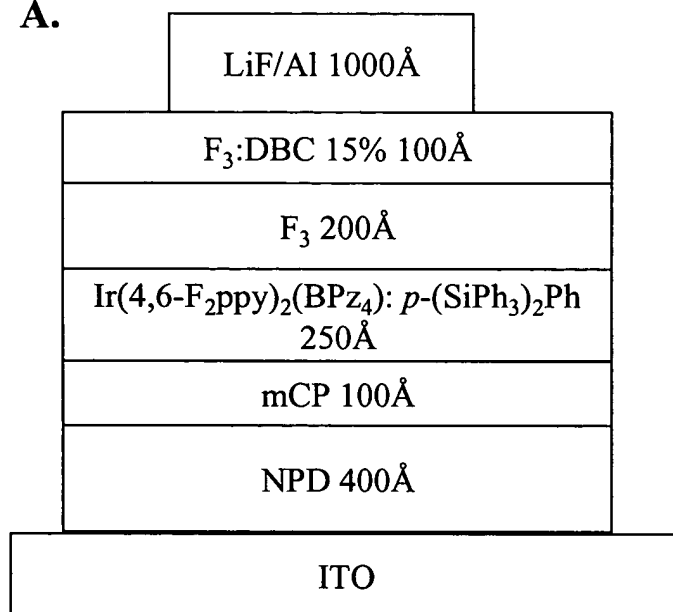 A.
LiF/Al 1000Å
F₃:DBC 15% 100Å
F₃ 200Å
Ir(4,6-F₂ppy)₂(BPz₄): p-(SiPh₃)₂Ph
250Å
mCP 100Å
NPD 400Å
ITO